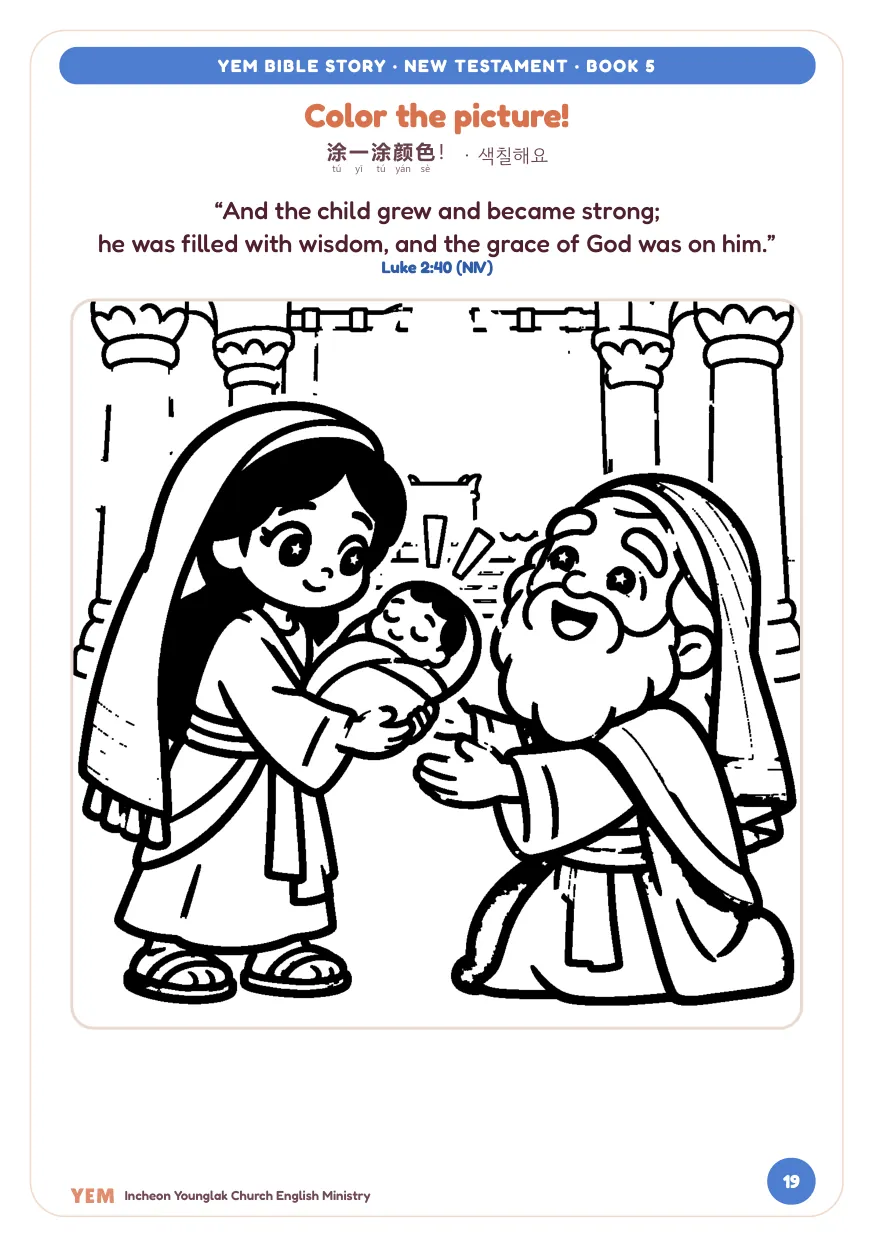 YEM BIBLE STORY · NEW TESTAMENT · BOOK 5
Color the picture!
涂一涂颜色! · 색칠해요
tú yī tú yán sè
“And the child grew and became strong;
he was filled with wisdom, and the grace of God was on him.”
Luke 2:40 (NIV)
YEM Incheon Younglak Church English Ministry
19